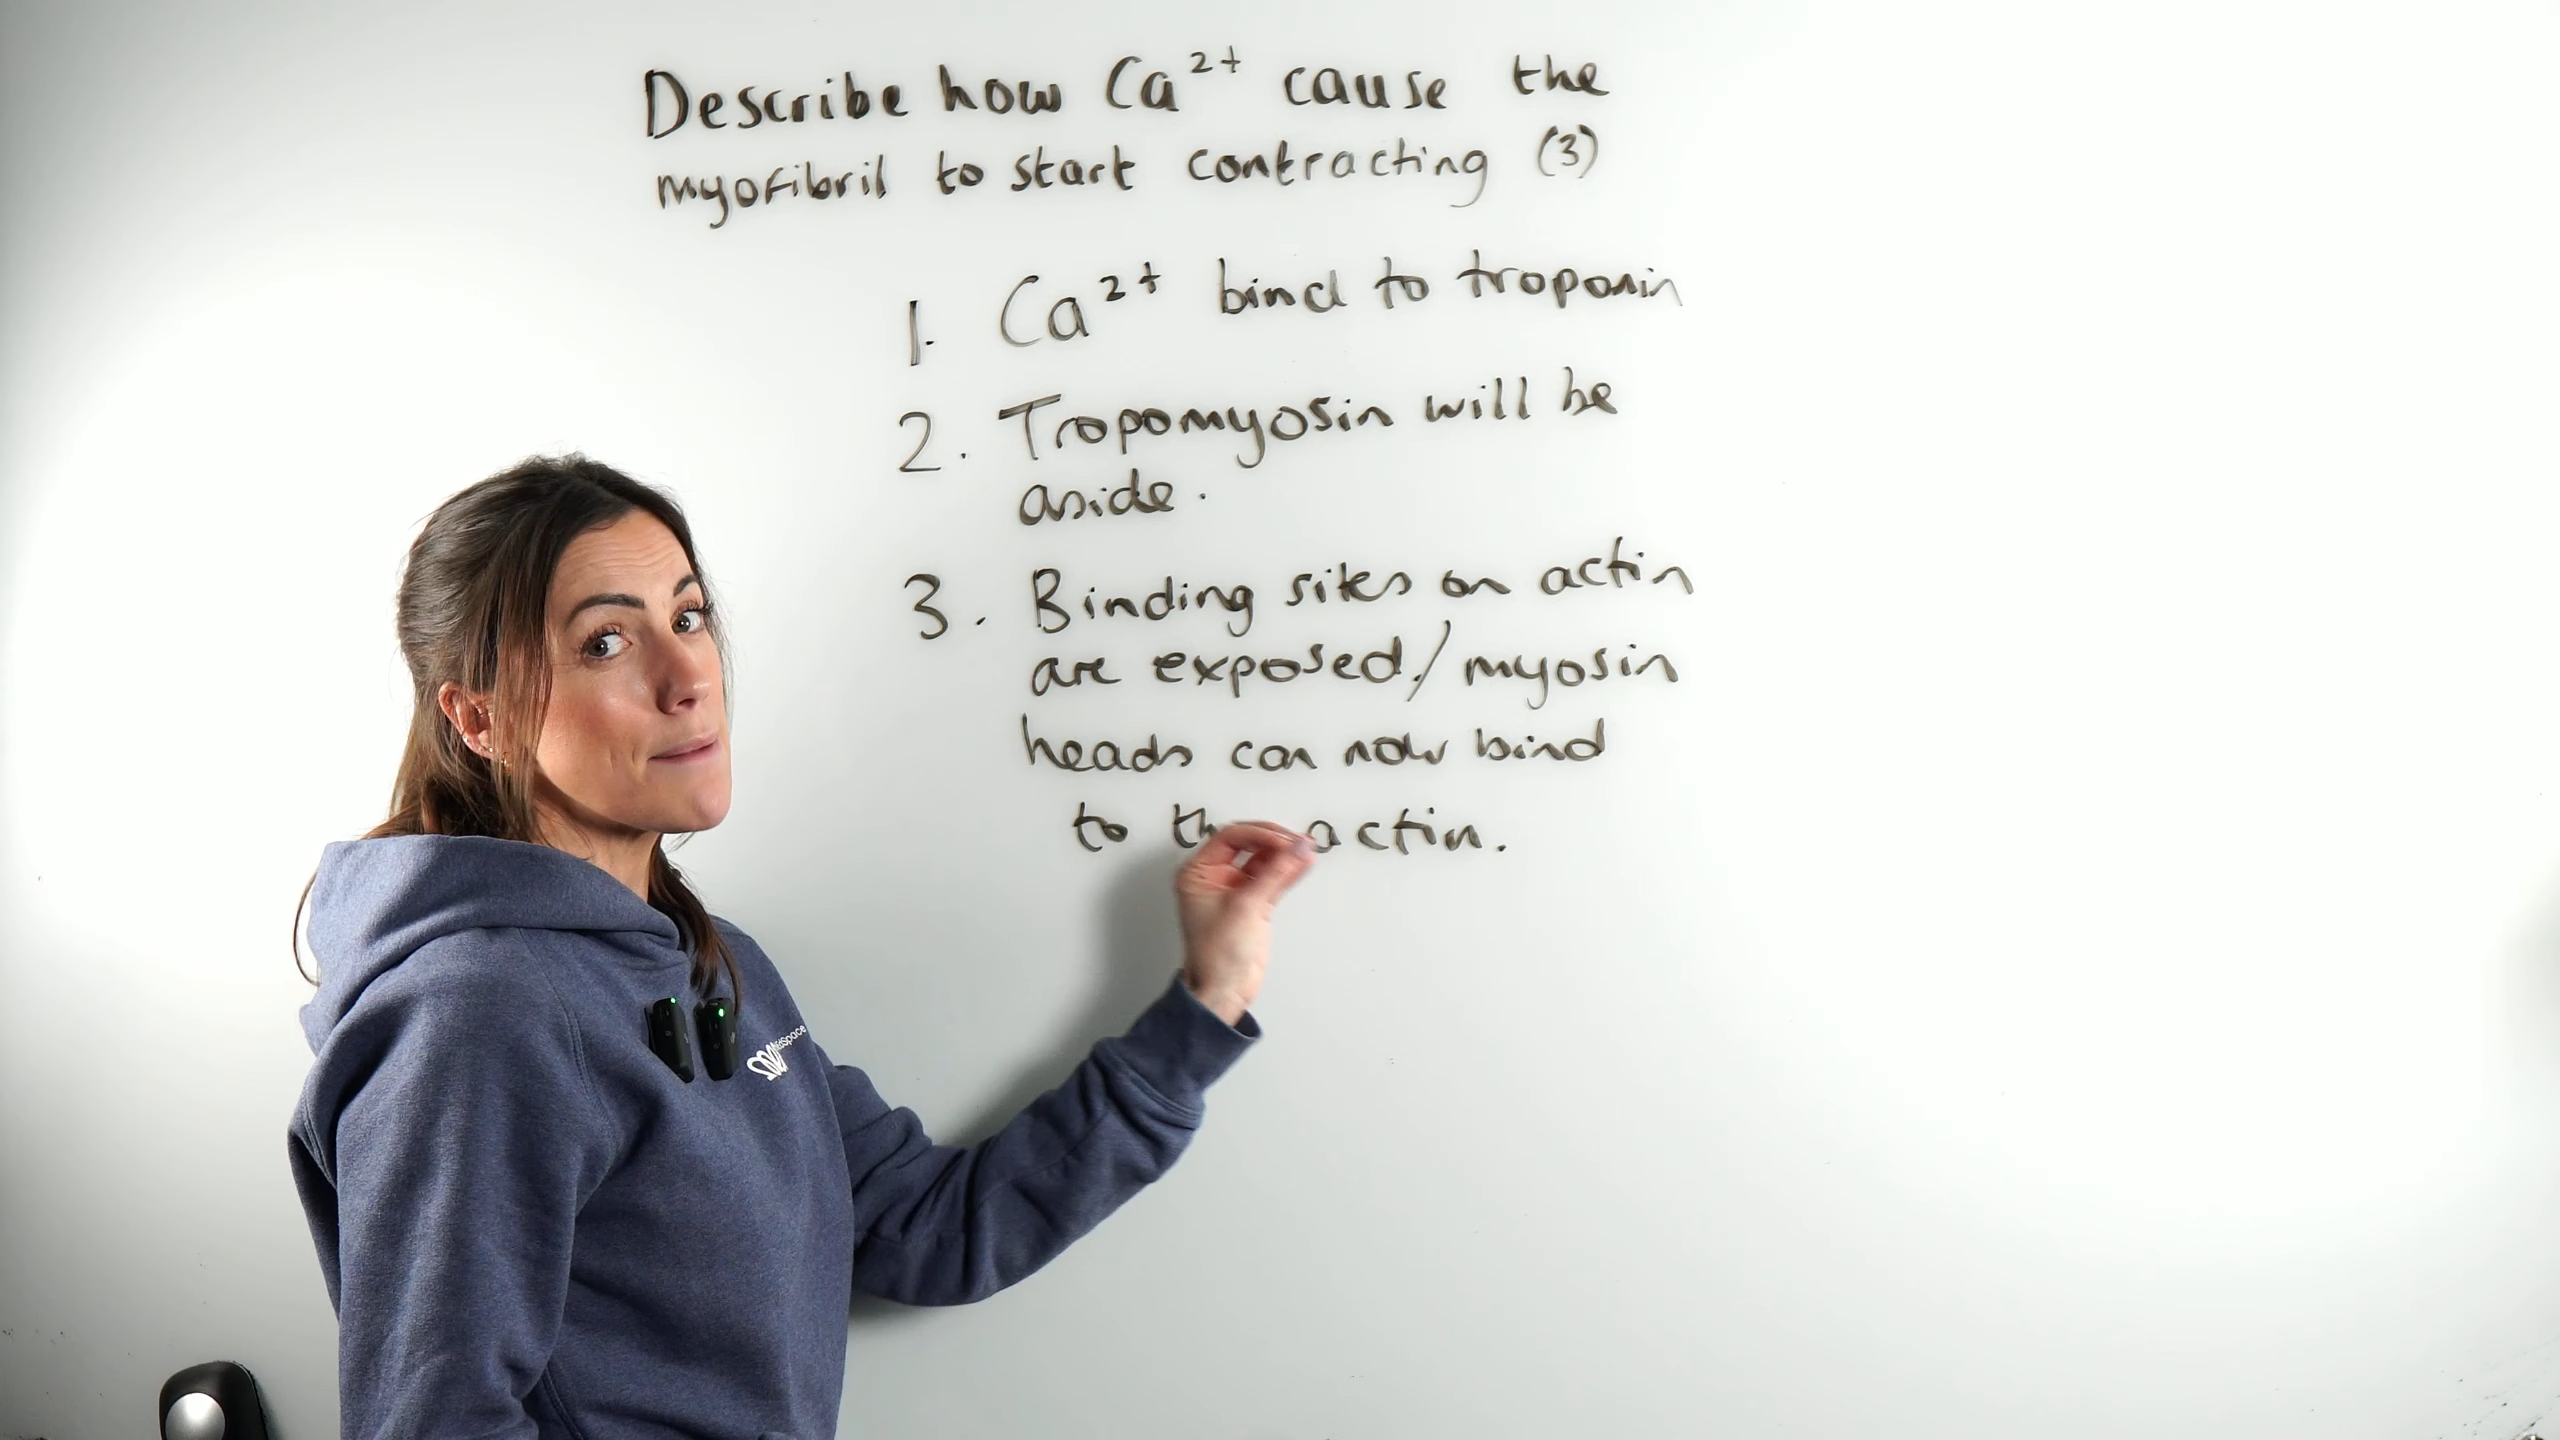 Describe how Ca²⁺ cause the
myofibril to start contracting (3)
1. Ca²⁺ bind to troponin
2. Tropomyosin will be
aside.
3. Binding sites on actin
are exposed./myosin
heads can now bind
to actin.